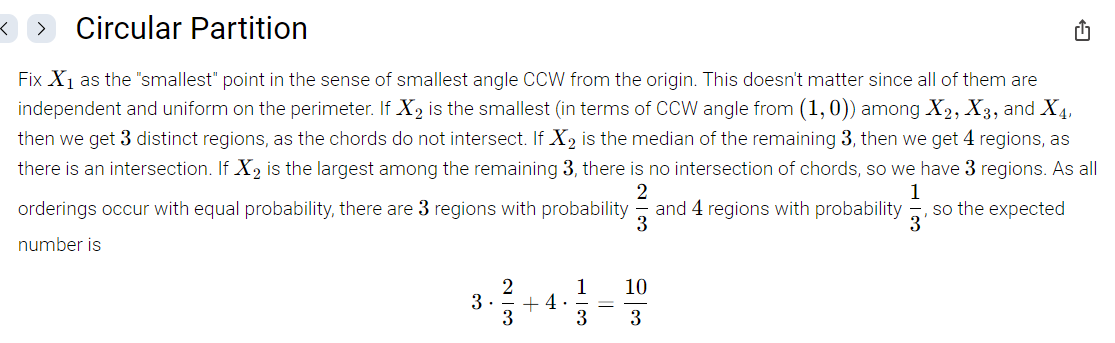 < > Circular Partition
Fix X₁ as the "smallest" point in the sense of smallest angle CCW from the origin. This doesn't matter since all of them are
independent and uniform on the perimeter. If X₂ is the smallest (in terms of CCW angle from (1, 0)) among X₂, X₃, and X₄,
then we get 3 distinct regions, as the chords do not intersect. If X₂ is the median of the remaining 3, then we get 4 regions, as
there is an intersection. If X₂ is the largest among the remaining 3, there is no intersection of chords, so we have 3 regions. As all
orderings occur with equal probability, there are 3 regions with probability 2/3 and 4 regions with probability 1/3, so the expected
number is
3 · 2/3 + 4 · 1/3 = 10/3